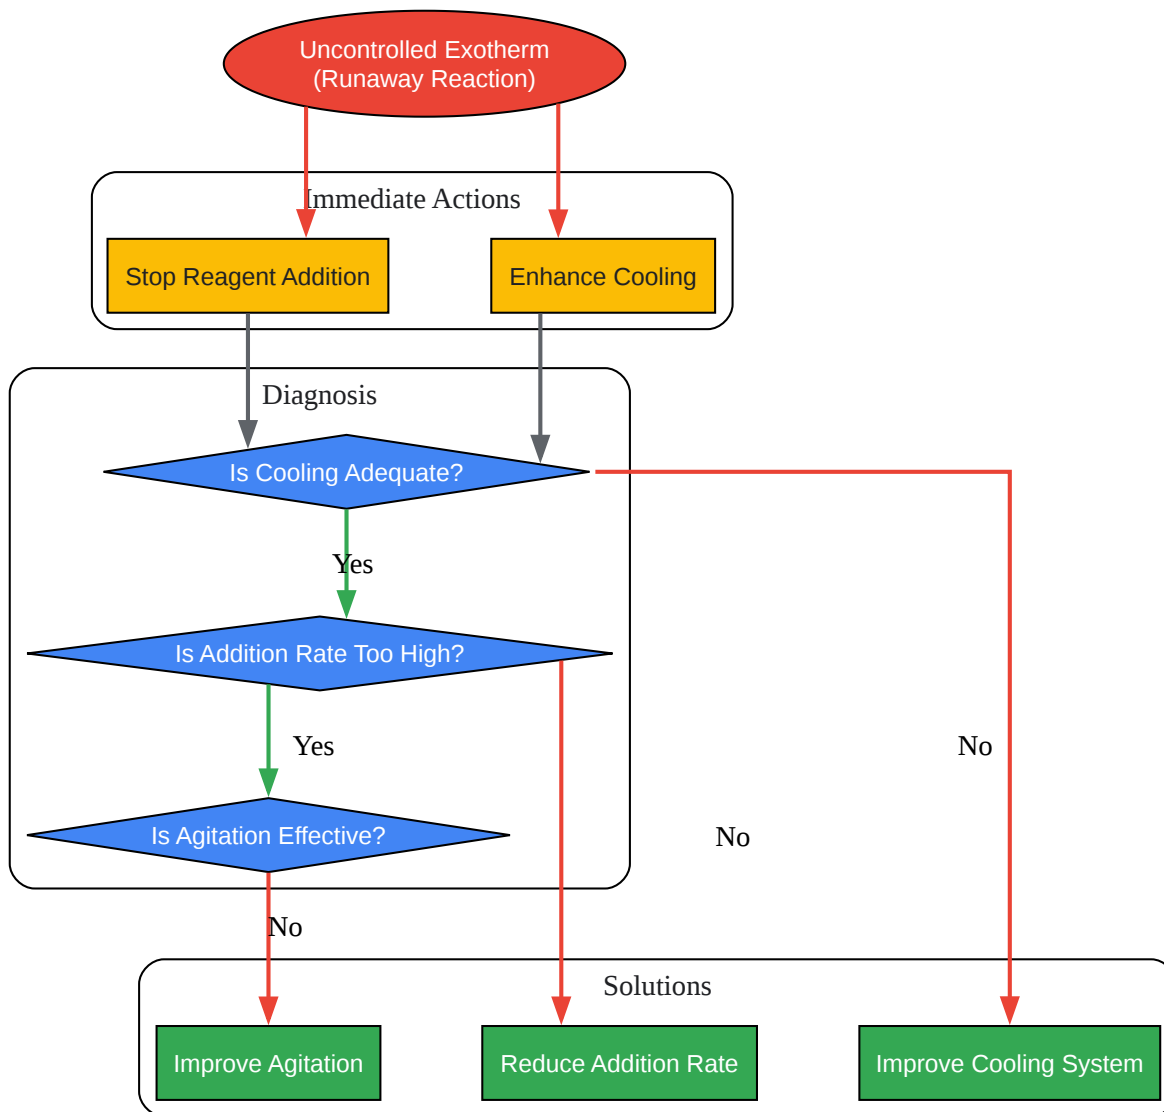 Uncontrolled Exotherm
(Runaway Reaction)
Immediate Actions
Stop Reagent Addition
Enhance Cooling
Diagnosis
Is Cooling Adequate?
Yes
Is Addition Rate Too High?
Yes
No
Is Agitation Effective?
No
No
Solutions
Improve Agitation
Reduce Addition Rate
Improve Cooling System